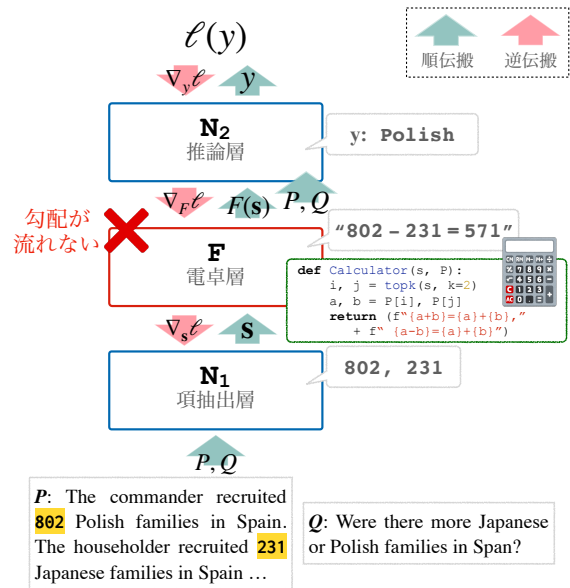 ℓ(y)
順伝搬
逆伝搬
∇yℓ
y
N2
推論層
y: Polish
∇Fℓ
F(s)
P, Q
勾配が
流れない
F
電卓層
“802 – 231 = 571”
def Calculator(s, P):
i, j = topk(s, k=2)
a, b = P[i], P[j]
return (f“{a+b}={a}+{b},”
+ f“ {a-b}={a}+{b}”)
∇sℓ
s
N1
項抽出層
802, 231
P, Q
P: The commander recruited
802 Polish families in Spain.
The householder recruited 231
Japanese families in Spain …
Q: Were there more Japanese
or Polish families in Span?